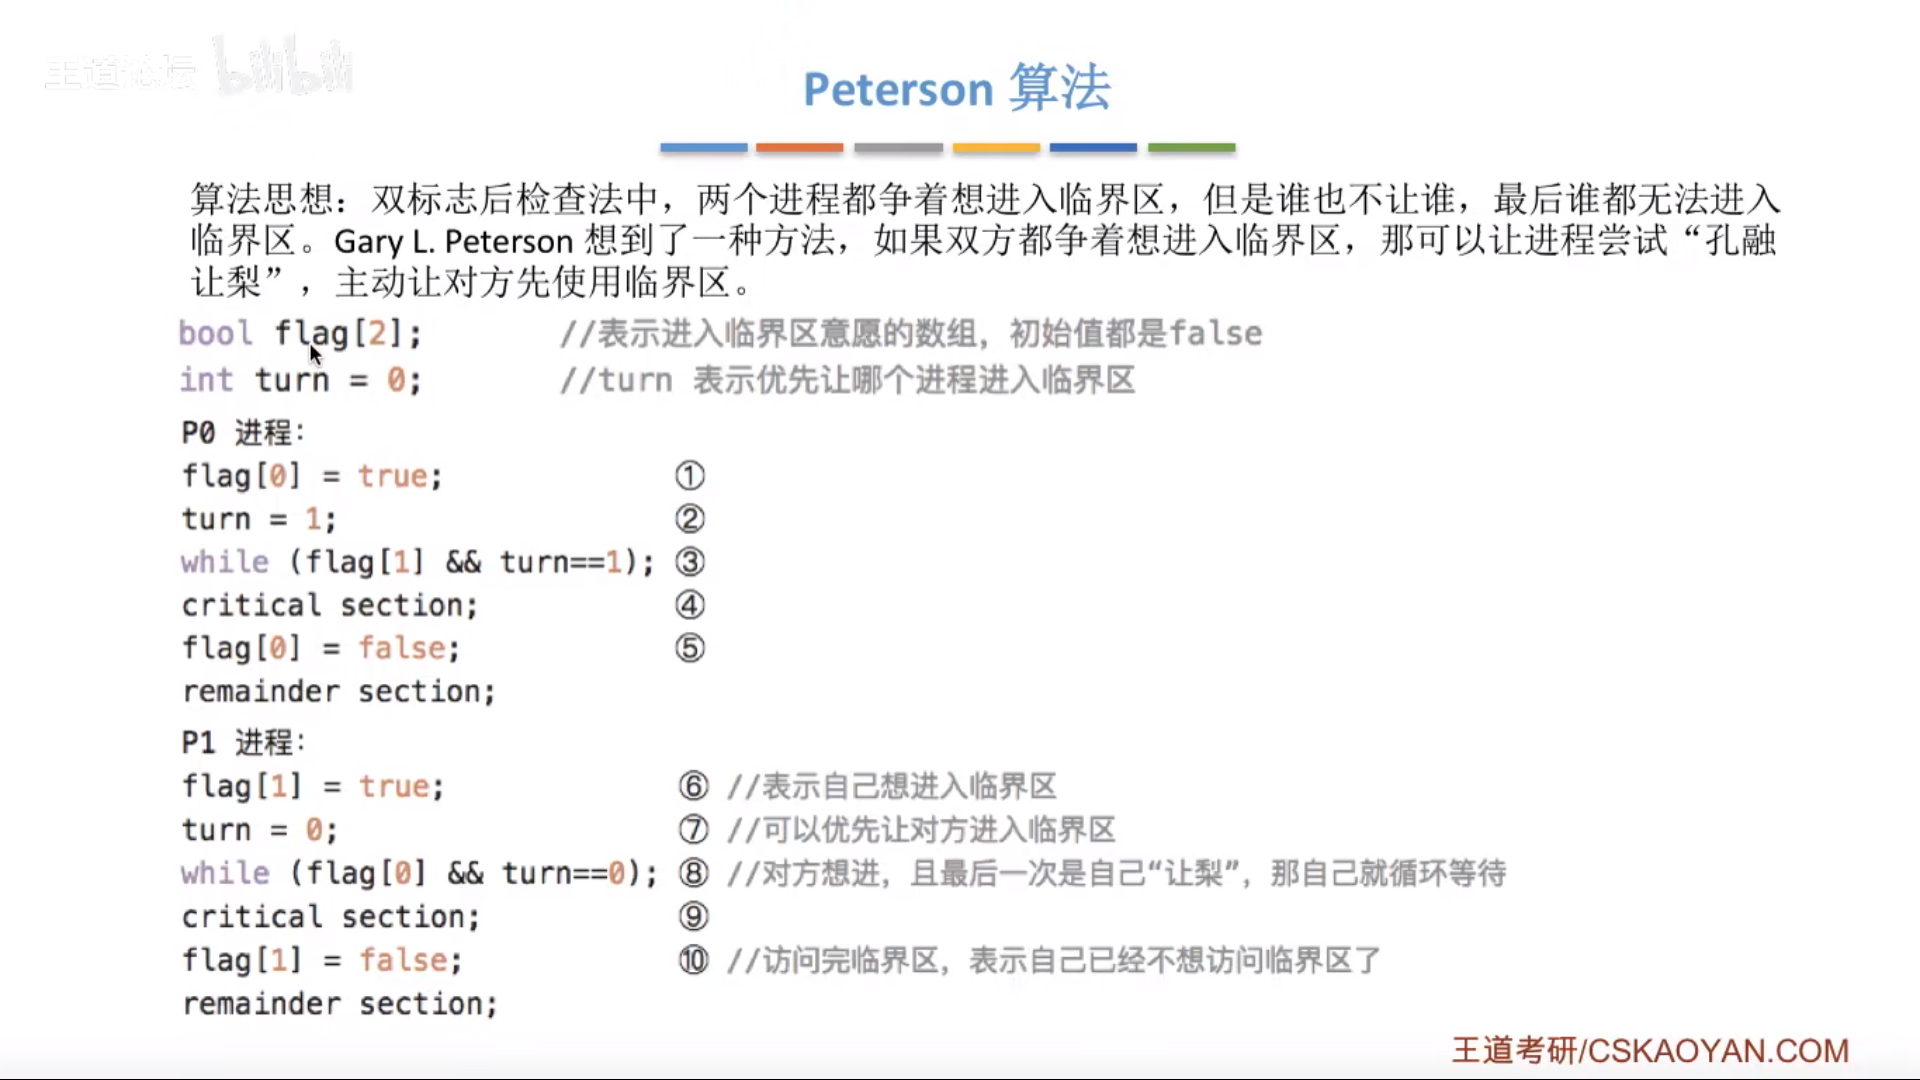 王道论坛 bilibili
Peterson 算法
算法思想：双标志后检查法中，两个进程都争着想进入临界区，但是谁也不让谁，最后谁都无法进入
临界区。Gary L. Peterson 想到了一种方法，如果双方都争着想进入临界区，那可以让进程尝试“孔融
让梨”，主动让对方先使用临界区。
bool flag[2]; //表示进入临界区意愿的数组，初始值都是false
int turn = 0; //turn 表示优先让哪个进程进入临界区
P0 进程：
flag[0] = true; ①
turn = 1; ②
while (flag[1] && turn==1); ③
critical section; ④
flag[0] = false; ⑤
remainder section;
P1 进程：
flag[1] = true; ⑥ //表示自己想进入临界区
turn = 0; ⑦ //可以优先让对方进入临界区
while (flag[0] && turn==0); ⑧ //对方想进，且最后一次是自己“让梨”，那自己就循环等待
critical section; ⑨
flag[1] = false; ⑩ //访问完临界区，表示自己已经不想访问临界区了
remainder section;
王道考研/CSKAOYAN.COM